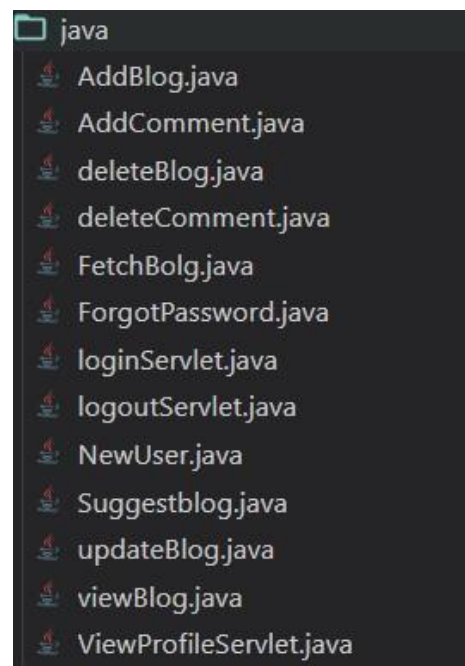 java
AddBlog.java
AddComment.java
deleteBlog.java
deleteComment.java
FetchBolg.java
ForgotPassword.java
loginServlet.java
logoutServlet.java
NewUser.java
Suggestblog.java
updateBlog.java
viewBlog.java
ViewProfileServlet.java